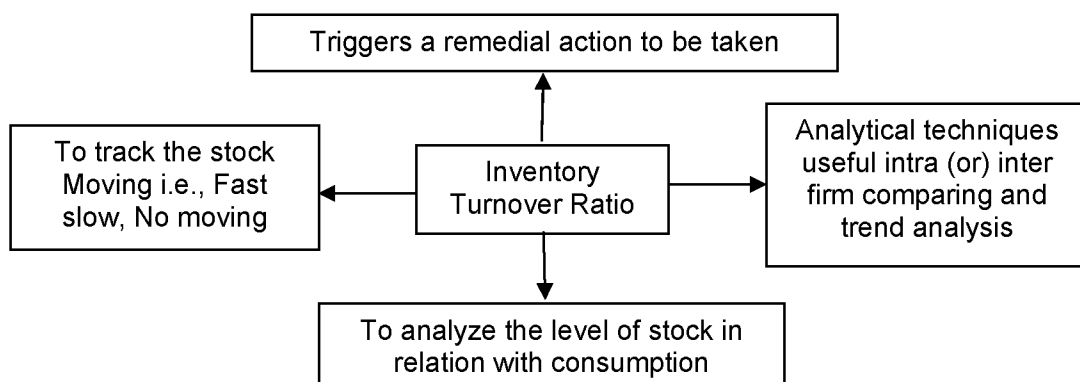 Triggers a remedial action to be taken
To track the stock
Moving i.e., Fast
slow, No moving
Inventory
Turnover Ratio
Analytical techniques
useful intra (or) inter
firm comparing and
trend analysis
To analyze the level of stock in
relation with consumption